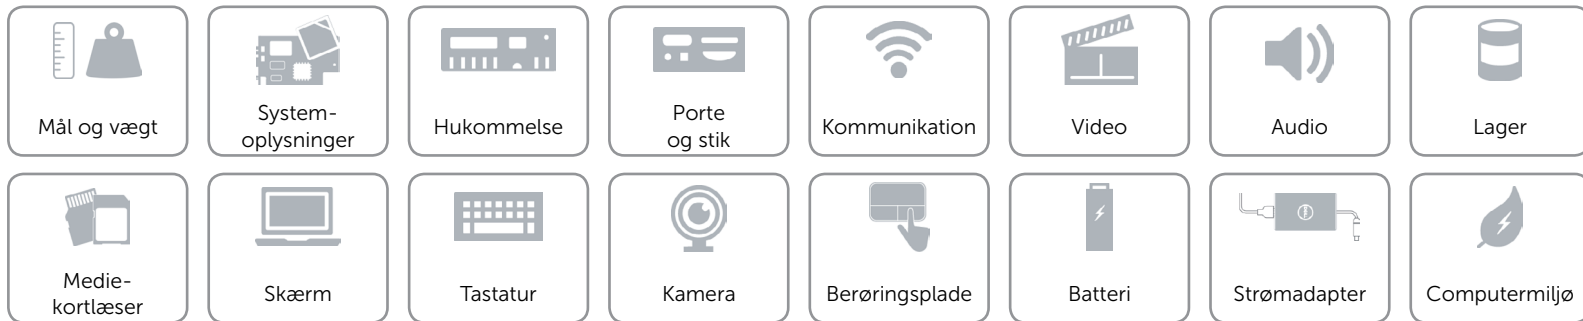 Mål og vægt
System-
oplysninger
Hukommelse
Porte
og stik
Kommunikation
Video
Audio
Lager
Medie-
kortlæser
Skærm
Tastatur
Kamera
Berøringsplade
Batteri
Strømadapter
Computermiljø